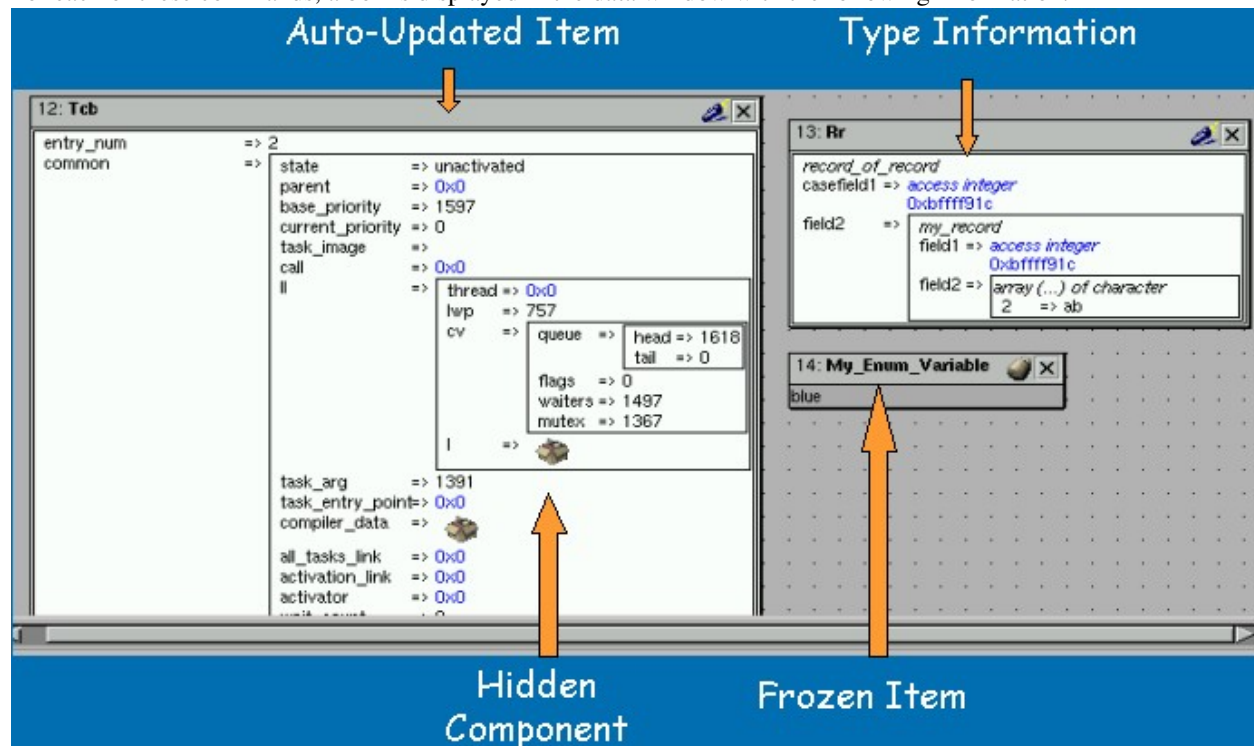 Auto-Updated Item
Type Information
12: Tcb
entry_num => 2
common =>
state => unactivated
parent => 0x0
base_priority => 1597
current_priority => 0
task_image =>
call => 0x0
ll =>
thread => 0x0
lwp => 757
cv =>
queue =>
head => 1618
tail => 0
flags => 0
waiters => 1497
mutex => 1367
l =>
task_arg => 1391
task_entry_point=> 0x0
compiler_data =>
all_tasks_link => 0x0
activation_link => 0x0
activator => 0x0
13: Rr
record_of_record
casefield1 => access integer
0xbffff91c
field2 =>
my_record
field1 => access integer
0xbffff91c
field2 =>
array (...) of character
2 => ab
14: My_Enum_Variable
blue
Hidden
Component
Frozen Item